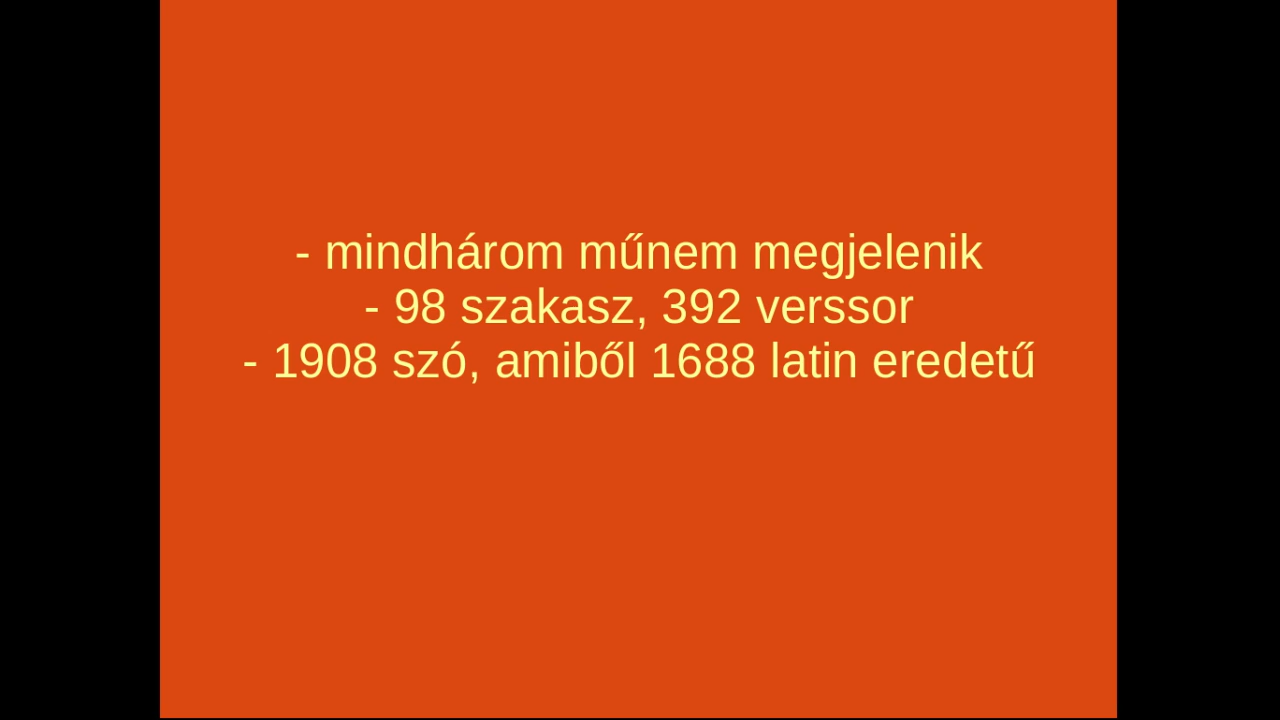 - mindhárom műnem megjelenik
- 98 szakasz, 392 verssor
- 1908 szó, amiből 1688 latin eredetű